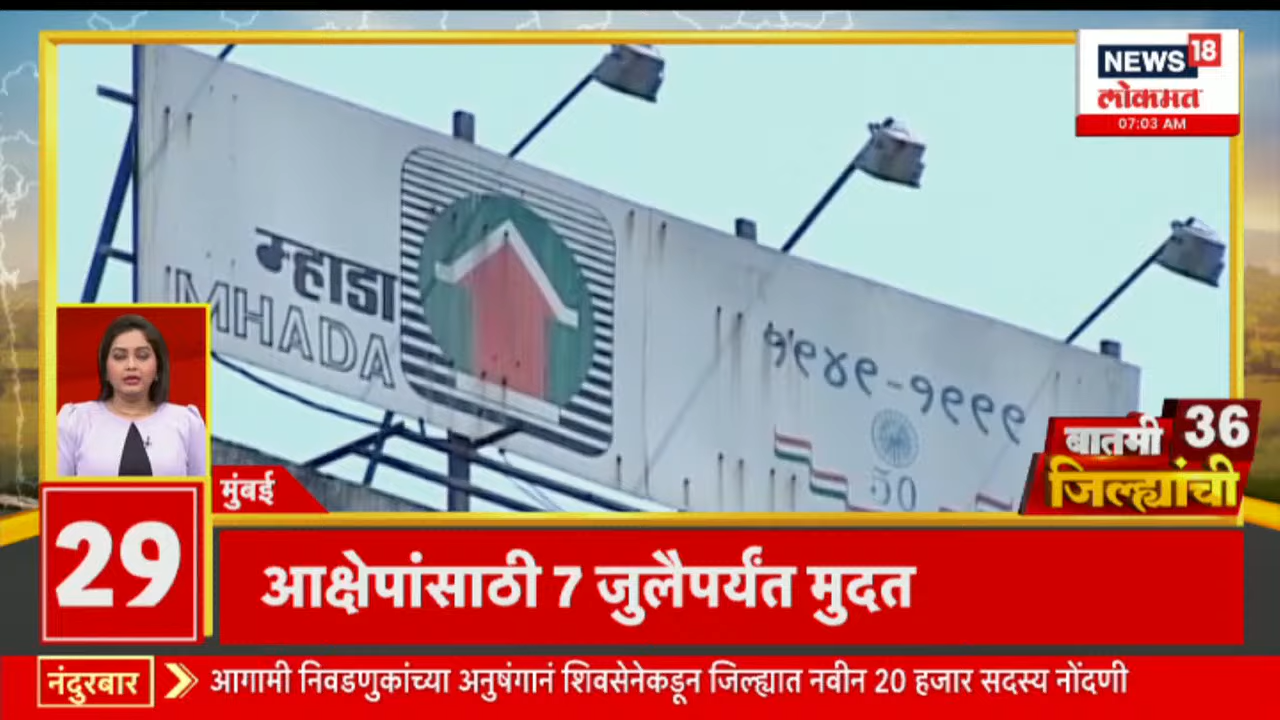 NEWS 18
लोकमत
07:03 AM
म्हाडा
MHADA
१९४९-१९९९
50
बातमी 36
जिल्ह्यांची
मुंबई
29
आक्षेपांसाठी 7 जुलैपर्यंत मुदत
नंदुरबार
आगामी निवडणुकांच्या अनुषंगानं शिवसेनेकडून जिल्ह्यात नवीन 20 हजार सदस्य नोंदणी